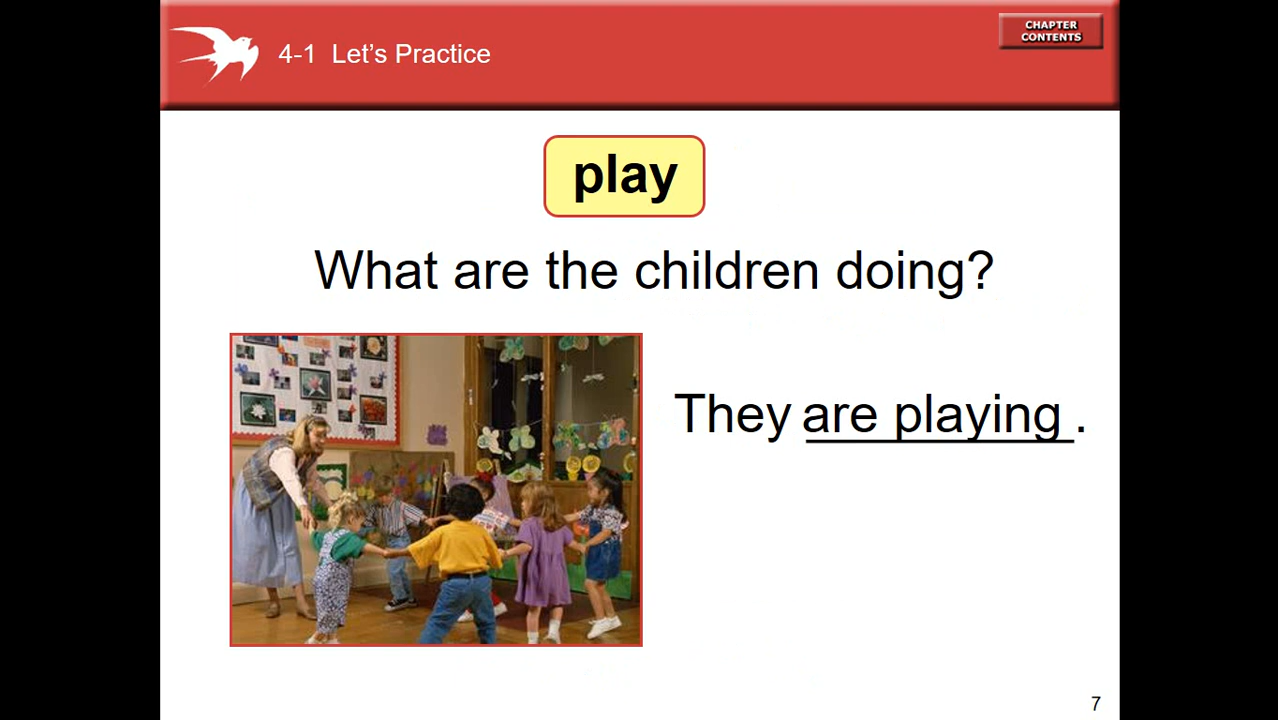 4-1 Let’s Practice
CHAPTER
CONTENTS
play
What are the children doing?
They are playing.
7